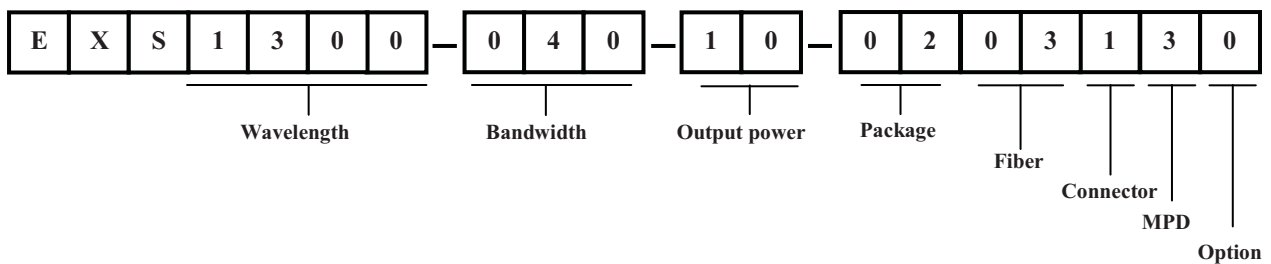 E X S 1 3 0 0 – 0 4 0 – 1 0 – 0 2 0 3 1 3 0
Wavelength Bandwidth Output power Package
Fiber
Connector
MPD
Option